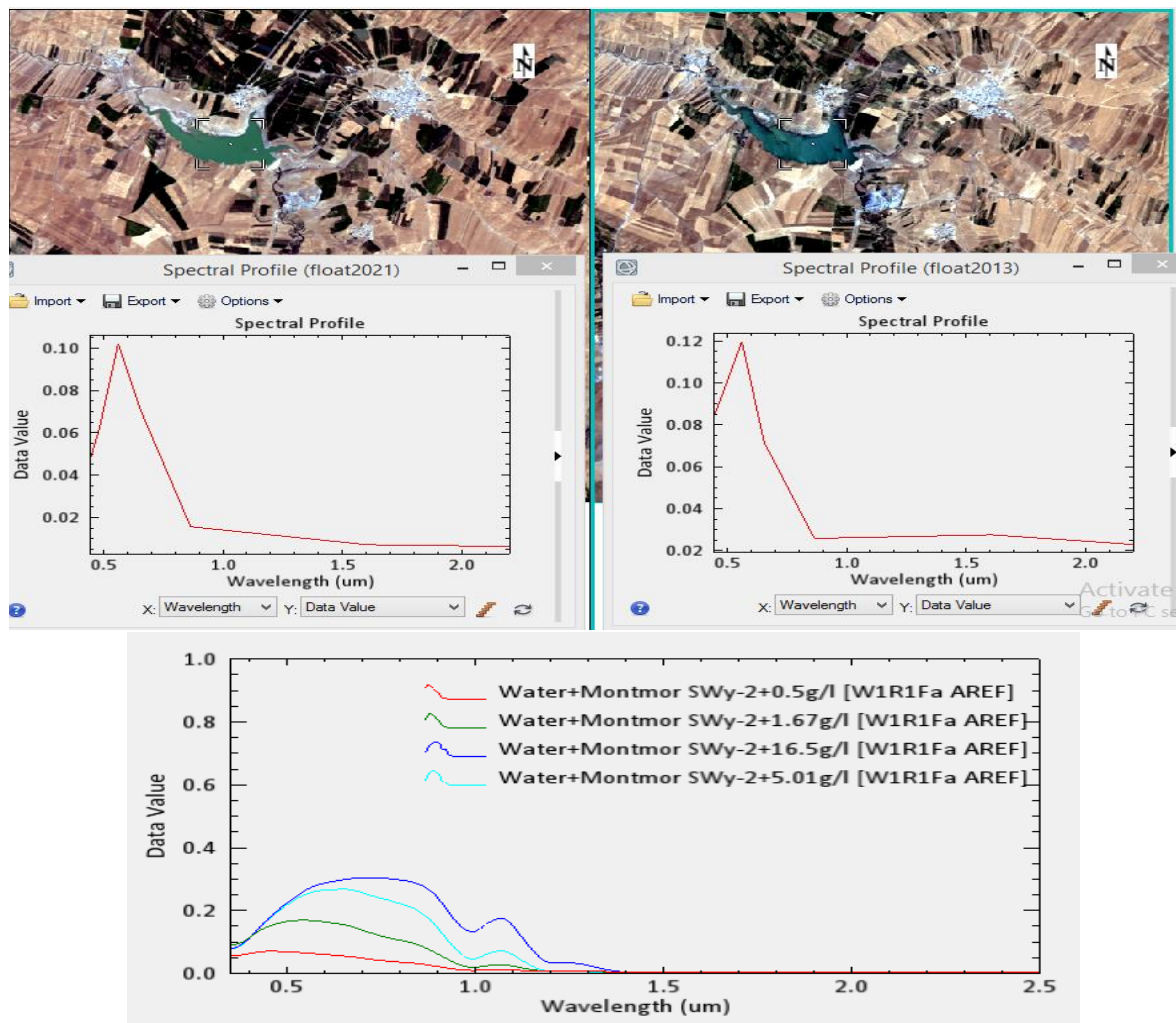 N
N
Spectral Profile (float2021)
Import Export Options
Spectral Profile
0.10
0.08
0.06
0.04
0.02
Data Value
0.5 1.0 1.5 2.0
Wavelength (um)
X: Wavelength Y: Data Value
Spectral Profile (float2013)
Import Export Options
Spectral Profile
0.12
0.10
0.08
0.06
0.04
0.02
Data Value
0.5 1.0 1.5 2.0
Wavelength (um)
Activate
X: Wavelength Y: Data Value
1.0
0.8
0.6
0.4
0.2
0.0
Data Value
Water+Montmor SWy-2+0.5g/l [W1R1Fa AREF]
Water+Montmor SWy-2+1.67g/l [W1R1Fa AREF]
Water+Montmor SWy-2+16.5g/l [W1R1Fa AREF]
Water+Montmor SWy-2+5.01g/l [W1R1Fa AREF]
0.5 1.0 1.5 2.0 2.5
Wavelength (um)